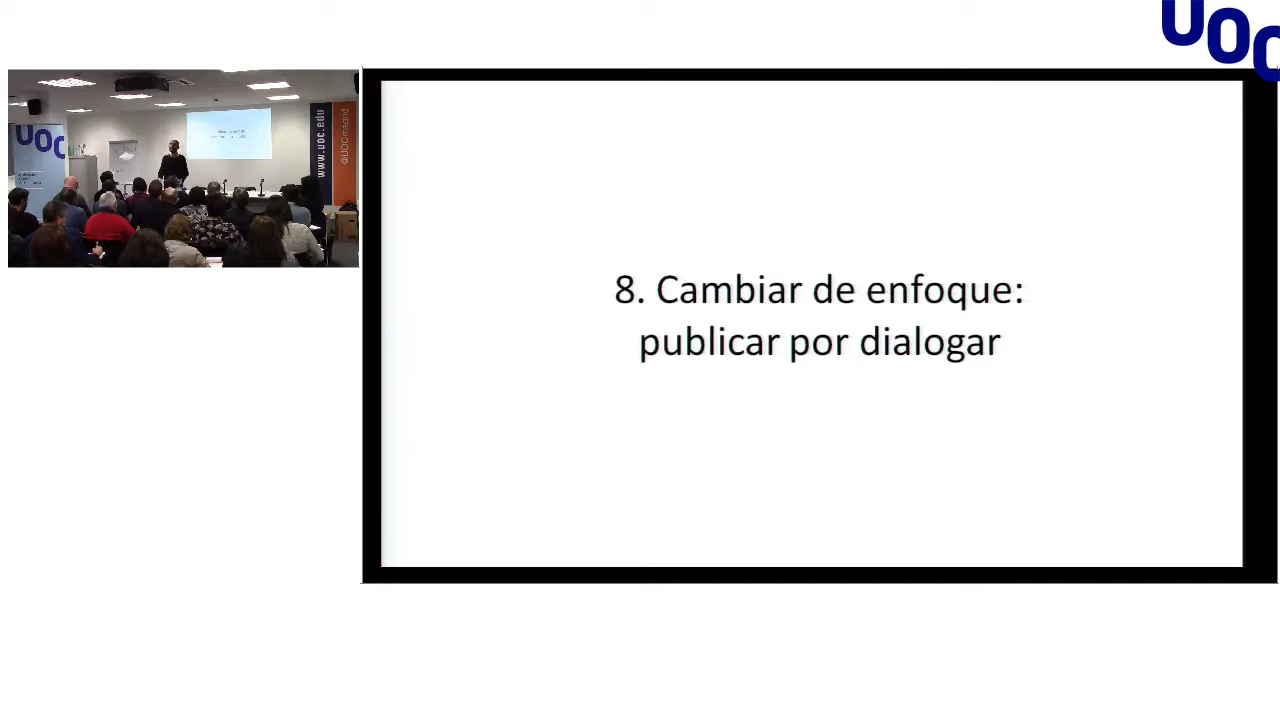 UOC
UOC
www.uoc.edu
@UOCmadrid
8. Cambiar de enfoque:
publicar por dialogar